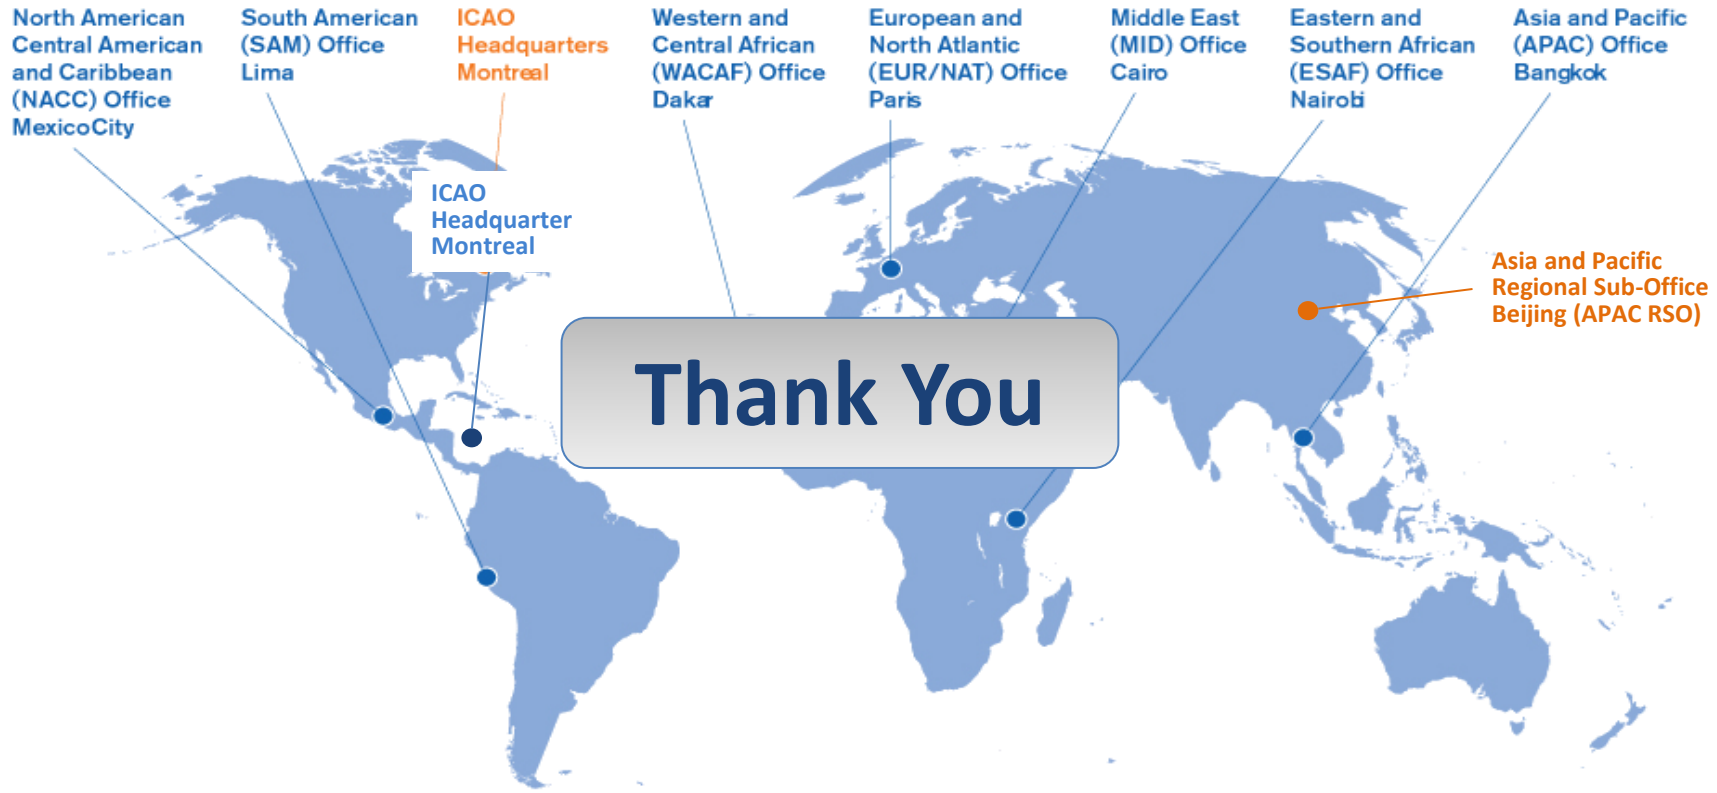 North American
Central American
and Caribbean
(NACC) Office
MexicoCity
South American
(SAM) Office
Lima
ICAO
Headquarters
Montreal
Western and
Central African
(WACAF) Office
Dakar
European and
North Atlantic
(EUR/NAT) Office
Paris
Middle East
(MID) Office
Cairo
Eastern and
Southern African
(ESAF) Office
Nairobi
Asia and Pacific
(APAC) Office
Bangkok
ICAO
Headquarter
Montreal
Asia and Pacific
Regional Sub-Office
Beijing (APAC RSO)
Thank You